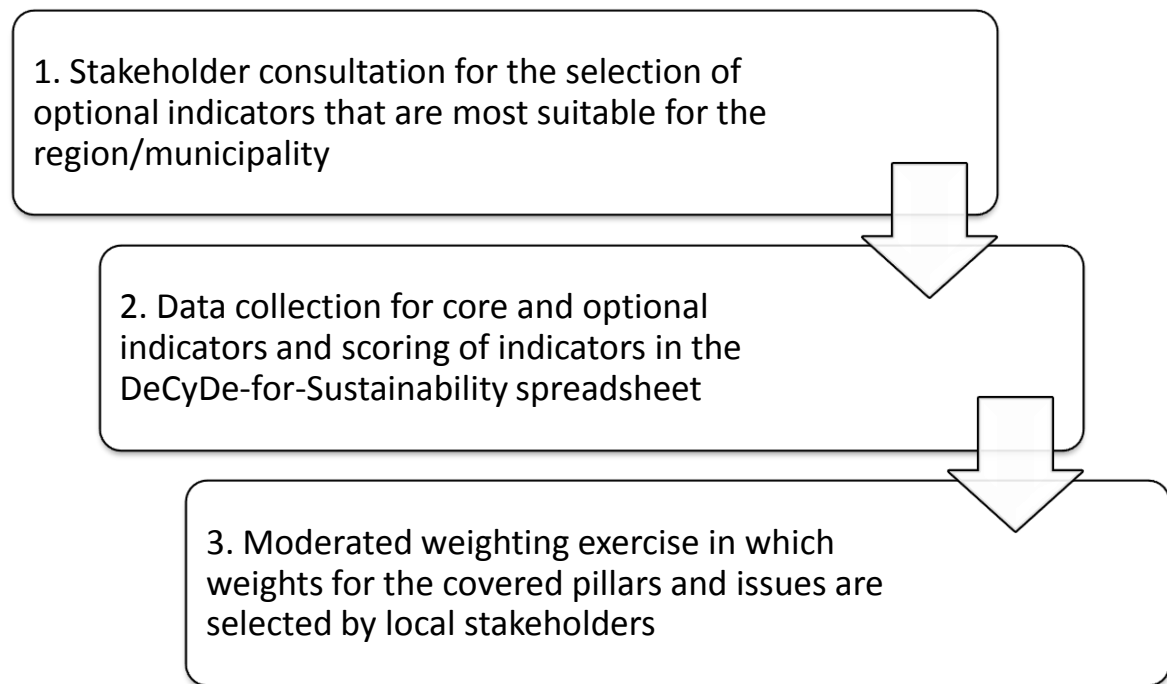 1. Stakeholder consultation for the selection of
optional indicators that are most suitable for the
region/municipality
2. Data collection for core and optional
indicators and scoring of indicators in the
DeCyDe-for-Sustainability spreadsheet
3. Moderated weighting exercise in which
weights for the covered pillars and issues are
selected by local stakeholders